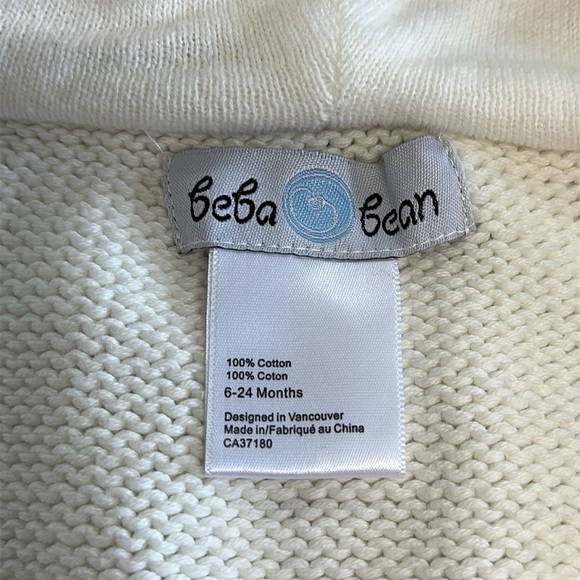 beba bean
100% Cotton
100% Coton
6-24 Months
Designed in Vancouver
Made in/Fabriqué au China
CA37180